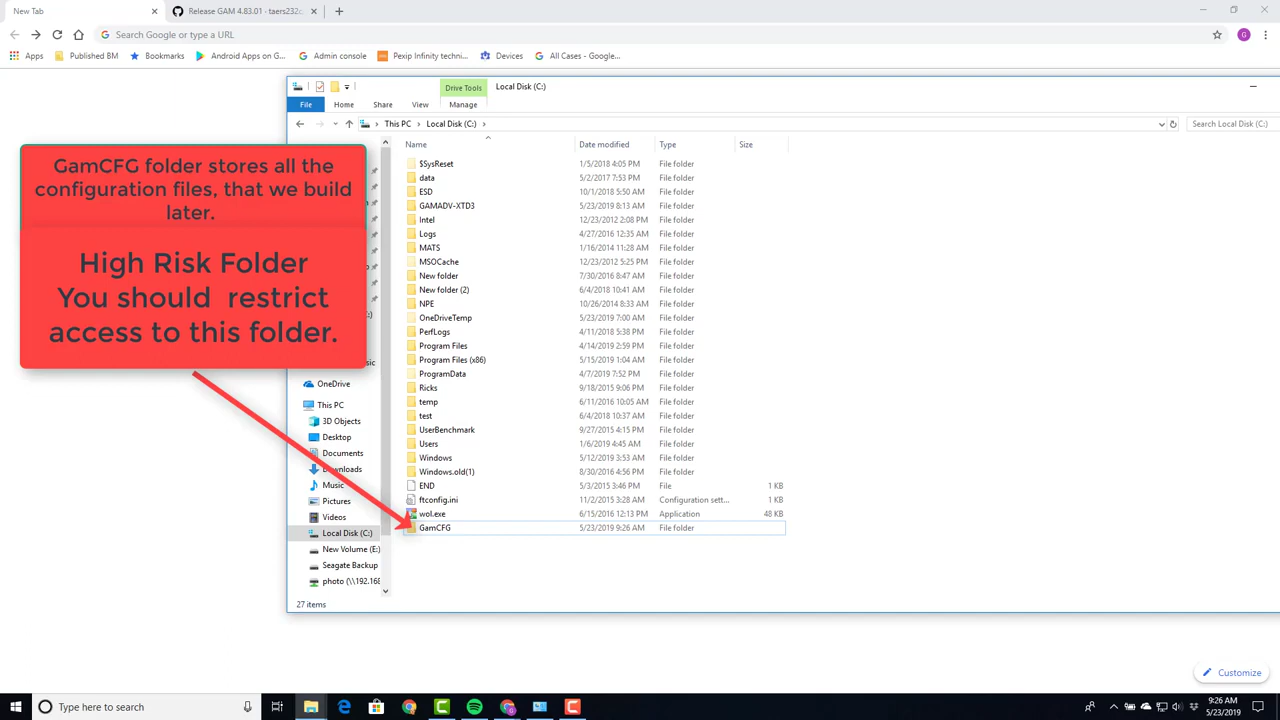 New Tab
Release GAM 4.83.01 · taers232c
Search Google or type a URL
G
Apps
Published BM
Bookmarks
Android Apps on G...
Admin console
Pexip Infinity techni...
Devices
All Cases - Google...
Drive Tools
Local Disk (C:)
File
Home
Share
View
Manage
This PC
Local Disk (C:)
Search Local Disk (C:)
Name
Date modified
Type
Size
$SysReset 1/5/2018 4:05 PM File folder
data 5/2/2017 7:53 PM File folder
ESD 10/1/2018 5:50 AM File folder
GAMADV-XTD3 5/23/2019 8:13 AM File folder
Intel 12/23/2012 2:08 PM File folder
Logs 4/27/2016 12:35 AM File folder
MATS 1/16/2014 11:28 AM File folder
MSOCache 12/23/2012 5:25 PM File folder
New folder 7/30/2016 8:47 AM File folder
New folder (2) 6/4/2018 10:41 AM File folder
NPE 10/26/2014 8:33 AM File folder
OneDriveTemp 5/23/2019 7:00 AM File folder
PerfLogs 4/11/2018 5:38 PM File folder
Program Files 4/14/2019 2:59 PM File folder
Program Files (x86) 5/15/2019 1:04 AM File folder
ProgramData 4/7/2019 7:52 PM File folder
Ricks 9/18/2015 9:06 PM File folder
temp 6/11/2016 10:05 AM File folder
test 6/4/2018 10:37 AM File folder
UserBenchmark 9/27/2015 4:15 PM File folder
Users 1/6/2019 4:45 AM File folder
Windows 5/12/2019 3:53 AM File folder
Windows.old(1) 8/30/2016 4:56 PM File folder
END 5/3/2015 3:46 PM File 1 KB
ftconfig.ini 11/2/2015 3:28 AM Configuration sett... 1 KB
wol.exe 6/15/2016 12:13 PM Application 48 KB
GamCFG 5/23/2019 9:26 AM File folder
GamCFG folder stores all the
configuration files, that we build
later.
High Risk Folder
You should restrict
access to this folder.
OneDrive
This PC
3D Objects
Desktop
Documents
Downloads
Music
Pictures
Videos
Local Disk (C:)
New Volume (E:)
Seagate Backup
photo (\\192.168
27 items
Customize
Type here to search
9:26 AM
5/23/2019